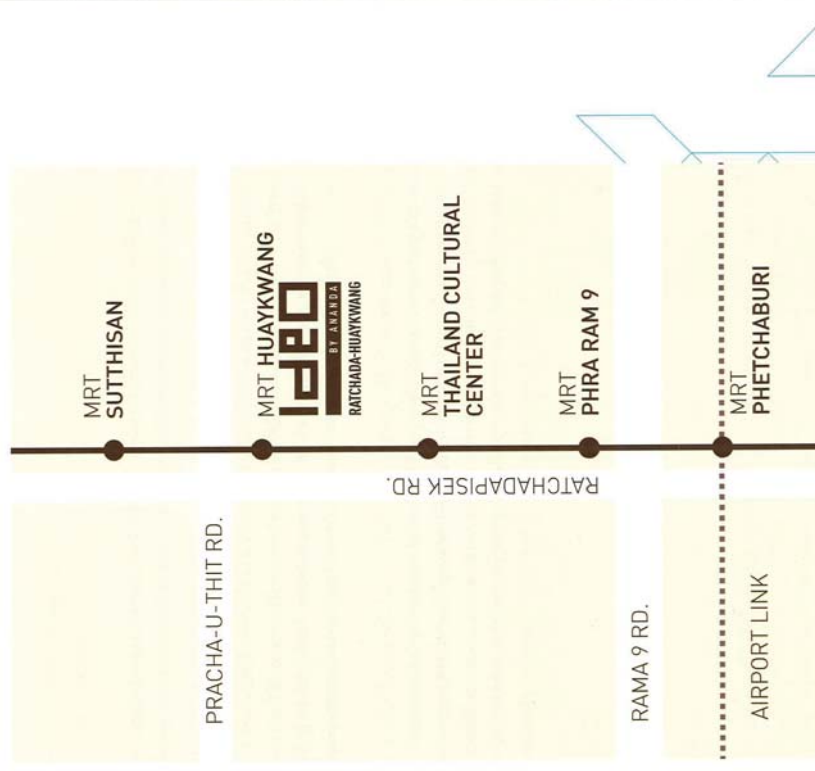 MRT
SUTTHISAN
MRT HUAYKWANG
IDEO
BY ANANDA
RATCHADA-HUAYKWANG
MRT
THAILAND CULTURAL
CENTER
MRT
PHRA RAM 9
MRT
PHETCHABURI
RATCHADAPISEK RD.
PRACHA-U-THIT RD.
RAMA 9 RD.
AIRPORT LINK